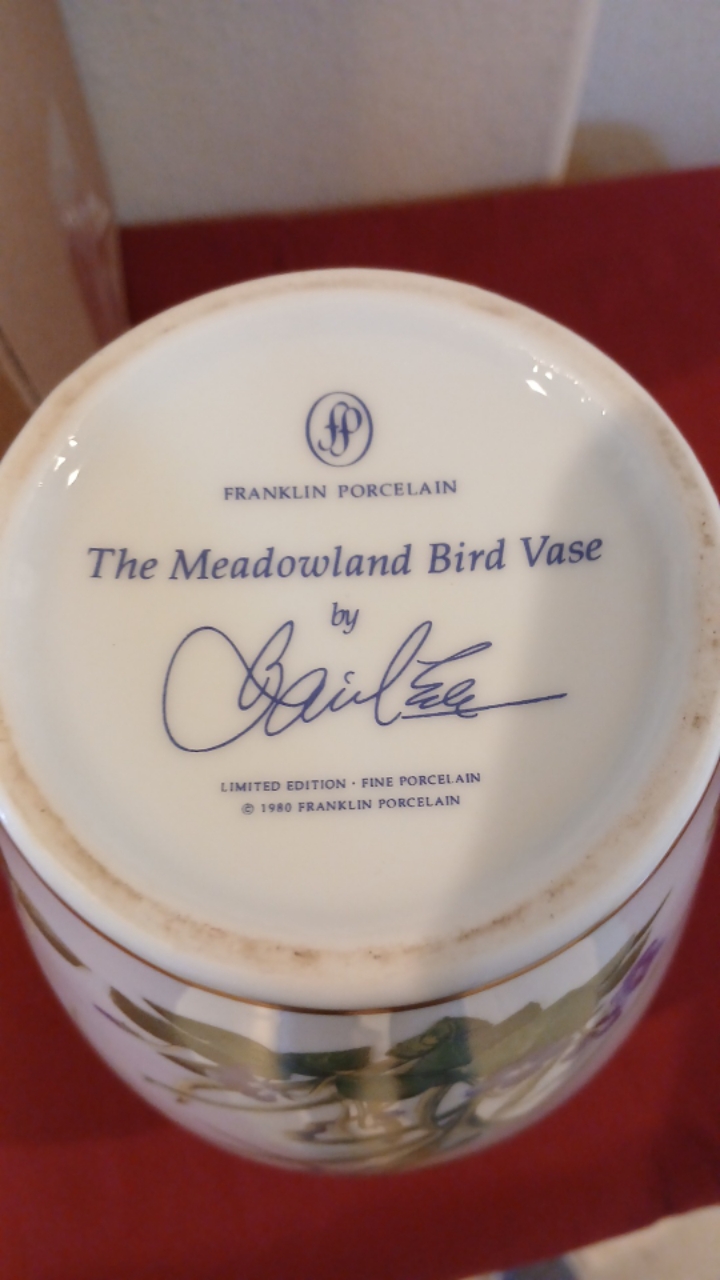 fp
FRANKLIN PORCELAIN
The Meadowland Bird Vase
by
LIMITED EDITION · FINE PORCELAIN
© 1980 FRANKLIN PORCELAIN